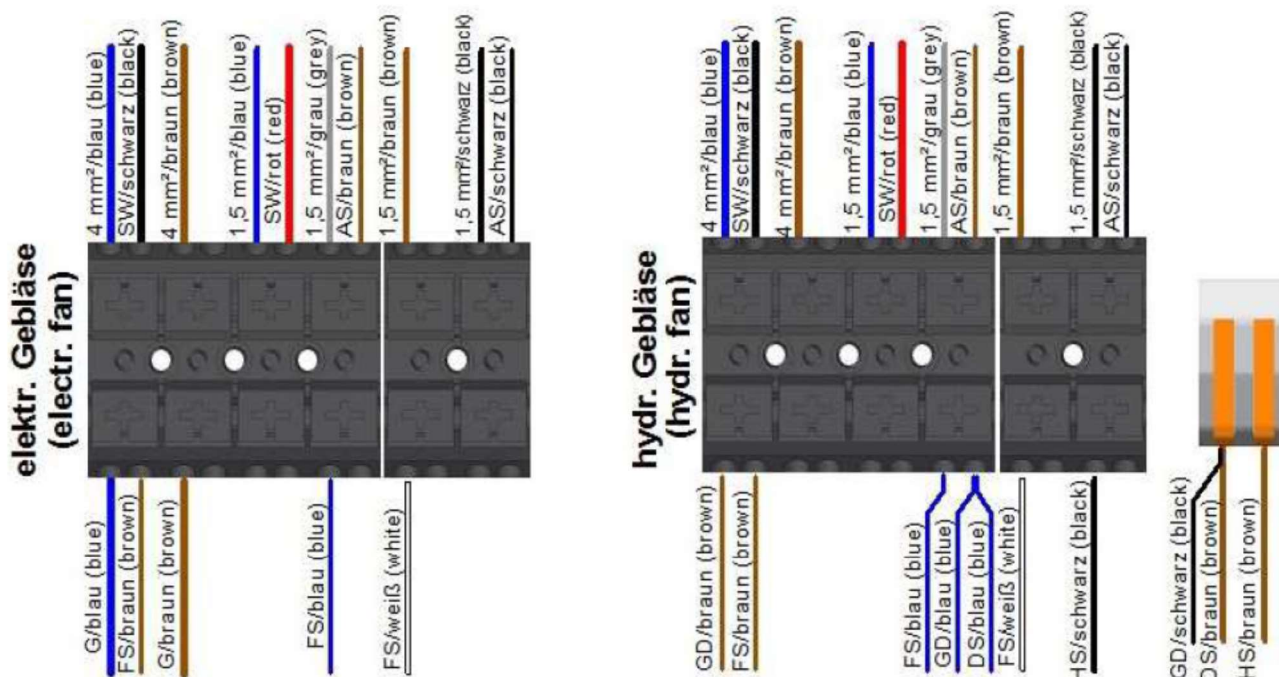 elektr. Gebläse
(electr. fan)
4 mm²/blau (blue)
SW/schwarz (black)
4 mm²/braun (brown)
1,5 mm²/blau (blue)
SW/rot (red)
1,5 mm²/grau (grey)
AS/braun (brown)
1,5 mm²/braun (brown)
1,5 mm²/schwarz (black)
AS/schwarz (black)
G/blau (blue)
FS/braun (brown)
G/braun (brown)
FS/blau (blue)
FS/weiß (white)
hydr. Gebläse
(hydr. fan)
4 mm²/blau (blue)
SW/schwarz (black)
4 mm²/braun (brown)
1,5 mm²/blau (blue)
SW/rot (red)
1,5 mm²/grau (grey)
AS/braun (brown)
1,5 mm²/braun (brown)
1,5 mm²/schwarz (black)
AS/schwarz (black)
GD/braun (brown)
FS/braun (brown)
FS/blau (blue)
GD/blau (blue)
DS/blau (blue)
FS/weiß (white)
HS/schwarz (black)
GD/schwarz (black)
DS/braun (brown)
HS/braun (brown)